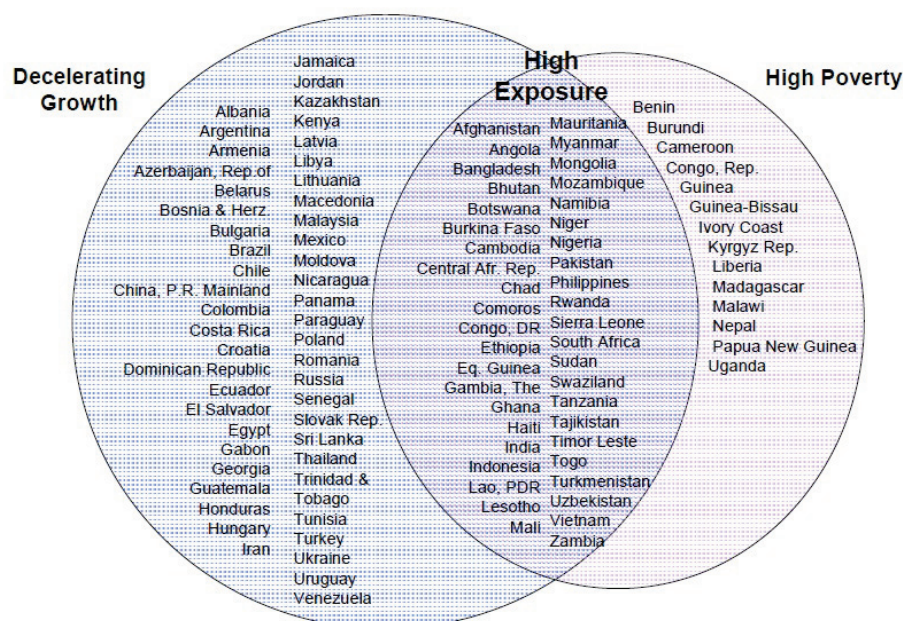 Decelerating
Growth
High
Exposure
High Poverty
Albania
Argentina
Armenia
Azerbaijan, Rep.of
Belarus
Bosnia & Herz.
Bulgaria
Brazil
Chile
China, P.R. Mainland
Colombia
Costa Rica
Croatia
Dominican Republic
Ecuador
El Salvador
Egypt
Gabon
Georgia
Guatemala
Honduras
Hungary
Iran
Jamaica
Jordan
Kazakhstan
Kenya
Latvia
Libya
Lithuania
Macedonia
Malaysia
Mexico
Moldova
Nicaragua
Panama
Paraguay
Poland
Romania
Russia
Senegal
Slovak Rep.
Sri Lanka
Thailand
Trinidad &
Tobago
Tunisia
Turkey
Ukraine
Uruguay
Venezuela
Afghanistan
Angola
Bangladesh
Bhutan
Botswana
Burkina Faso
Cambodia
Central Afr. Rep.
Chad
Comoros
Congo, DR
Ethiopia
Eq. Guinea
Gambia, The
Ghana
Haiti
India
Indonesia
Lao, PDR
Lesotho
Mali
Mauritania
Myanmar
Mongolia
Mozambique
Namibia
Niger
Nigeria
Pakistan
Philippines
Rwanda
Sierra Leone
South Africa
Sudan
Swaziland
Tanzania
Tajikistan
Timor Leste
Togo
Turkmenistan
Uzbekistan
Vietnam
Zambia
Benin
Burundi
Cameroon
Congo, Rep.
Guinea
Guinea-Bissau
Ivory Coast
Kyrgyz Rep.
Liberia
Madagascar
Malawi
Nepal
Papua New Guinea
Uganda